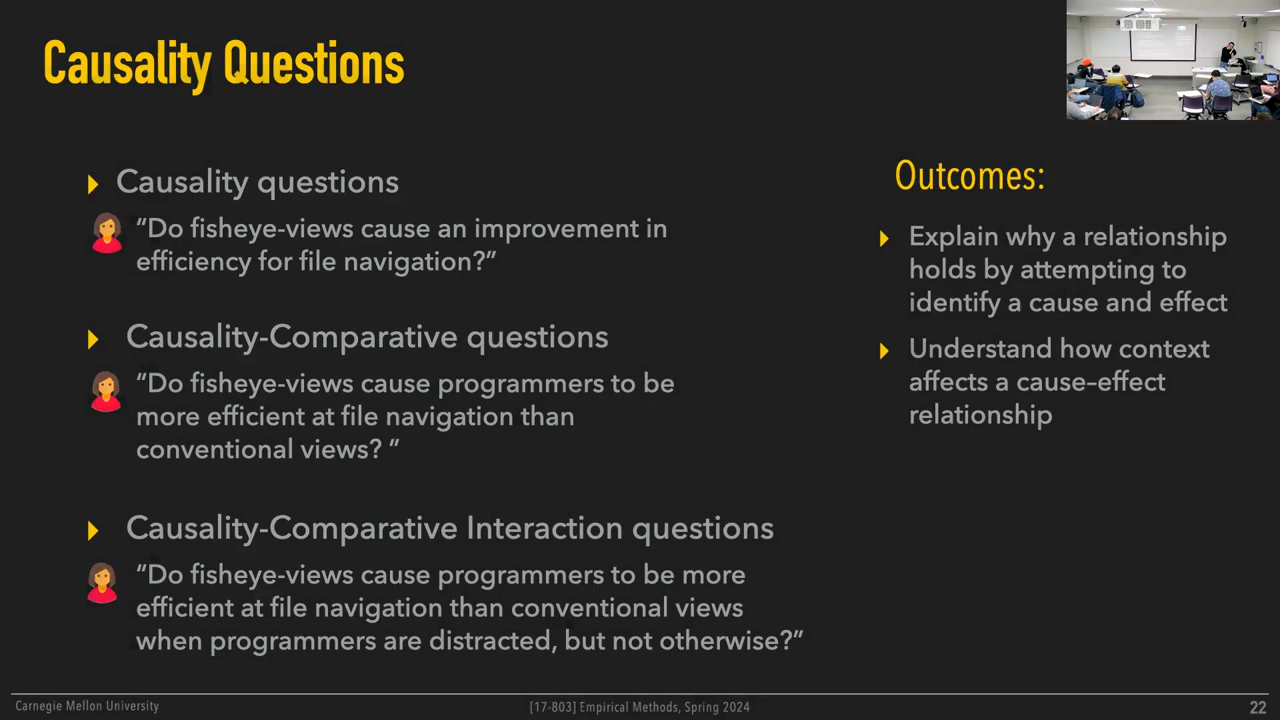 Causality Questions
Causality questions
“Do fisheye-views cause an improvement in
efficiency for file navigation?”
Causality-Comparative questions
“Do fisheye-views cause programmers to be
more efficient at file navigation than
conventional views? ”
Causality-Comparative Interaction questions
“Do fisheye-views cause programmers to be more
efficient at file navigation than conventional views
when programmers are distracted, but not otherwise?”
Outcomes:
Explain why a relationship
holds by attempting to
identify a cause and effect
Understand how context
affects a cause–effect
relationship
Carnegie Mellon University
[17-803] Empirical Methods, Spring 2024
22